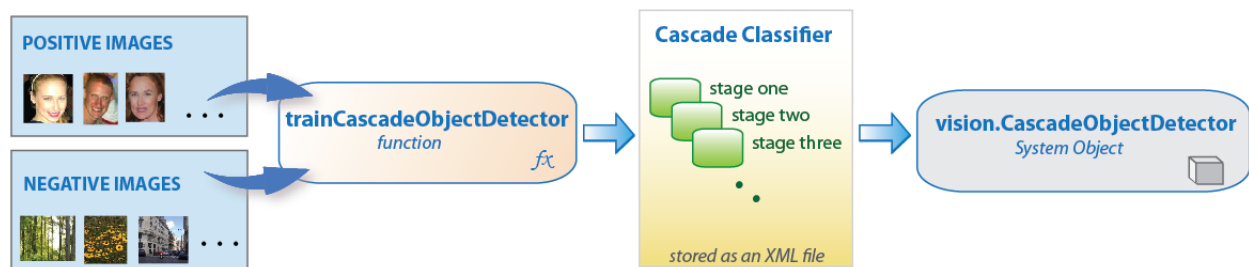 POSITIVE IMAGES
. . .
NEGATIVE IMAGES
. . .
trainCascadeObjectDetector
function
fx
Cascade Classifier
stage one
stage two
stage three
stored as an XML file
vision.CascadeObjectDetector
System Object